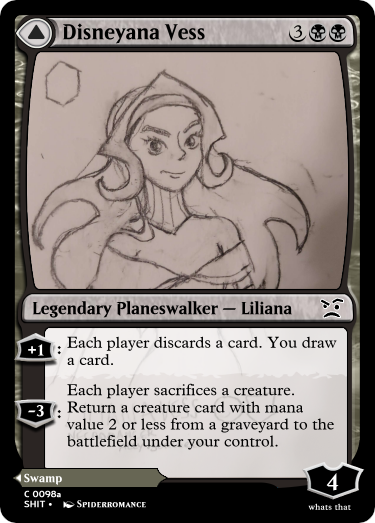 Disneyana Vess 3
Legendary Planeswalker — Liliana
+1 : Each player discards a card. You draw
a card.
Each player sacrifices a creature.
-3 : Return a creature card with mana
value 2 or less from a graveyard to the
battlefield under your control.
Swamp
4
C 0098a
SHIT • SPIDERROMANCE
whats that